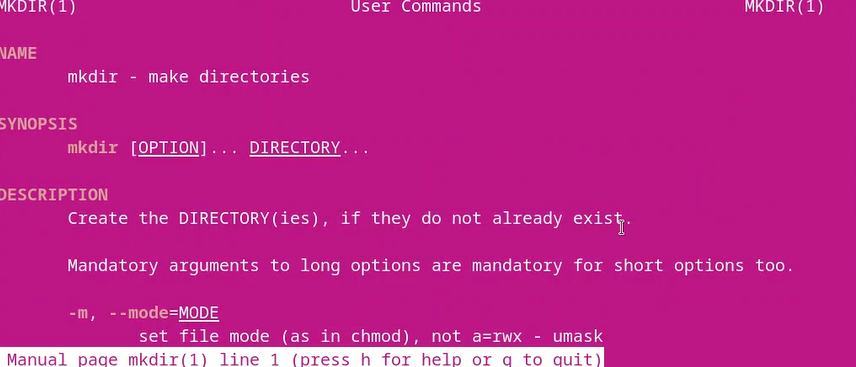 MKDIR(1) User Commands MKDIR(1)
NAME
mkdir - make directories
SYNOPSIS
mkdir [OPTION]... DIRECTORY...
DESCRIPTION
Create the DIRECTORY(ies), if they do not already exist.
Mandatory arguments to long options are mandatory for short options too.
-m, --mode=MODE
set file mode (as in chmod), not a=rwx - umask
Manual page mkdir(1) line 1 (press h for help or q to quit)